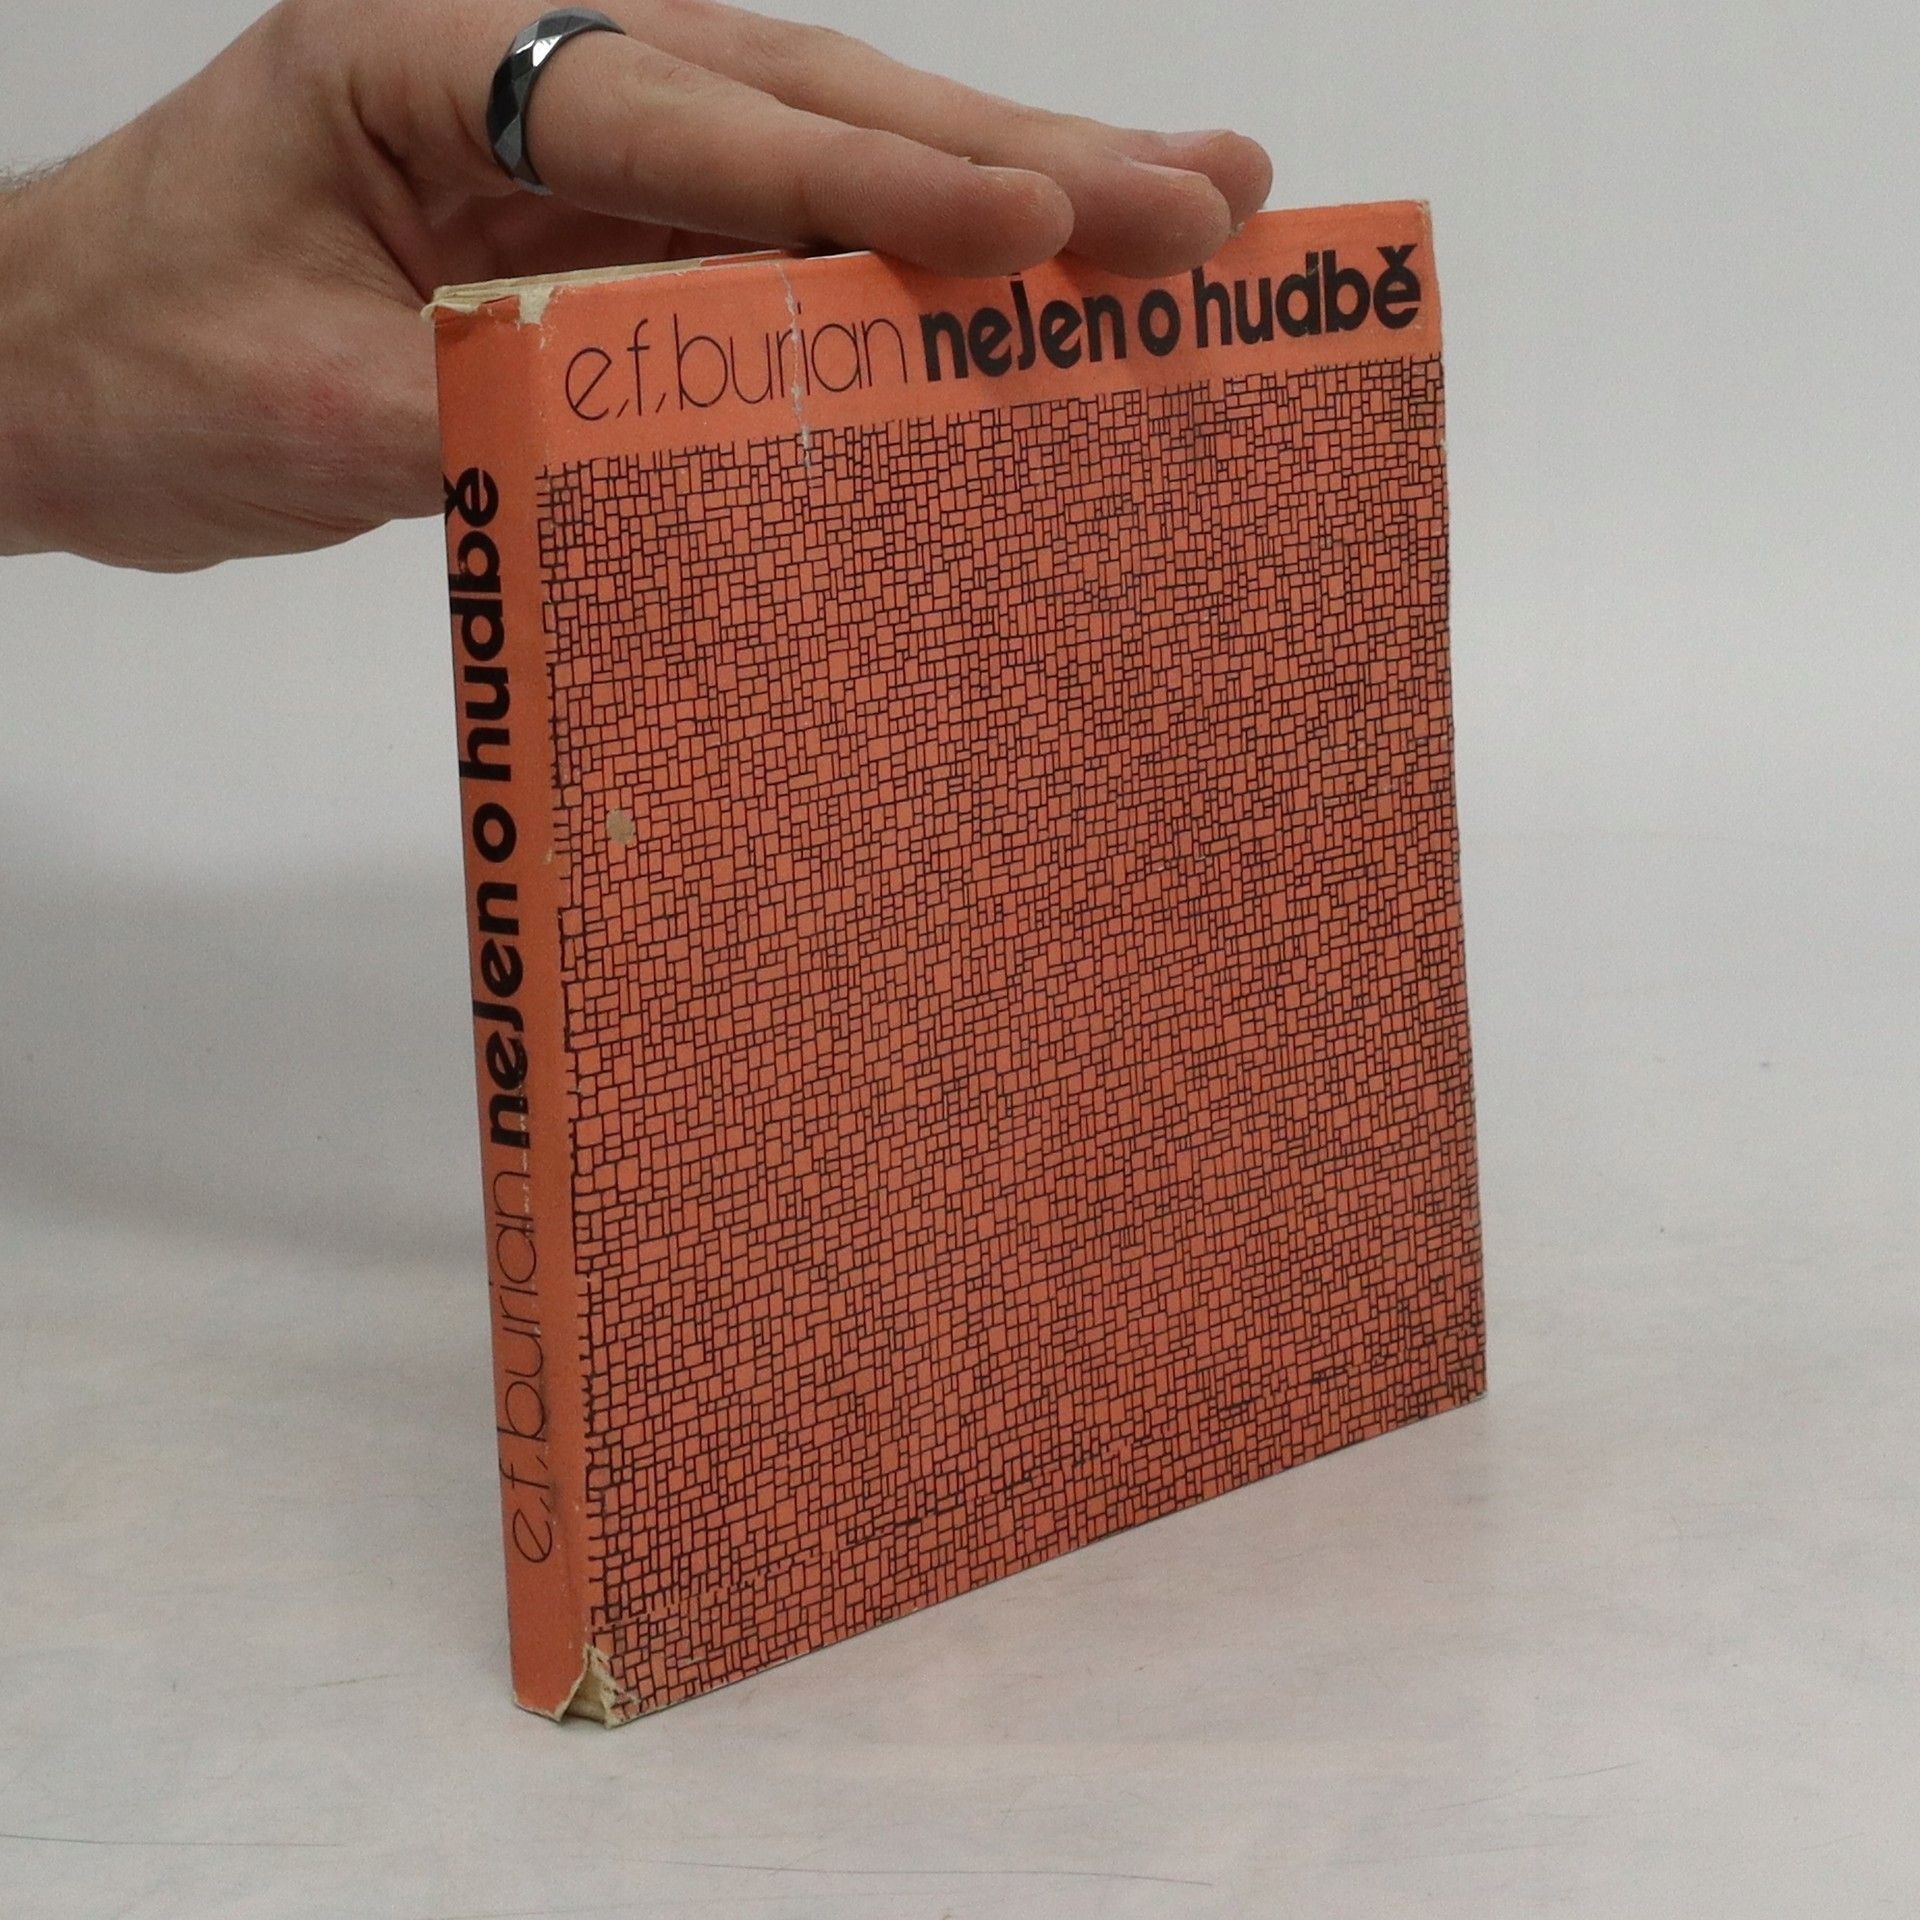 e. f. burian nejen o hudbě
e. f. burian nejen o hudbě